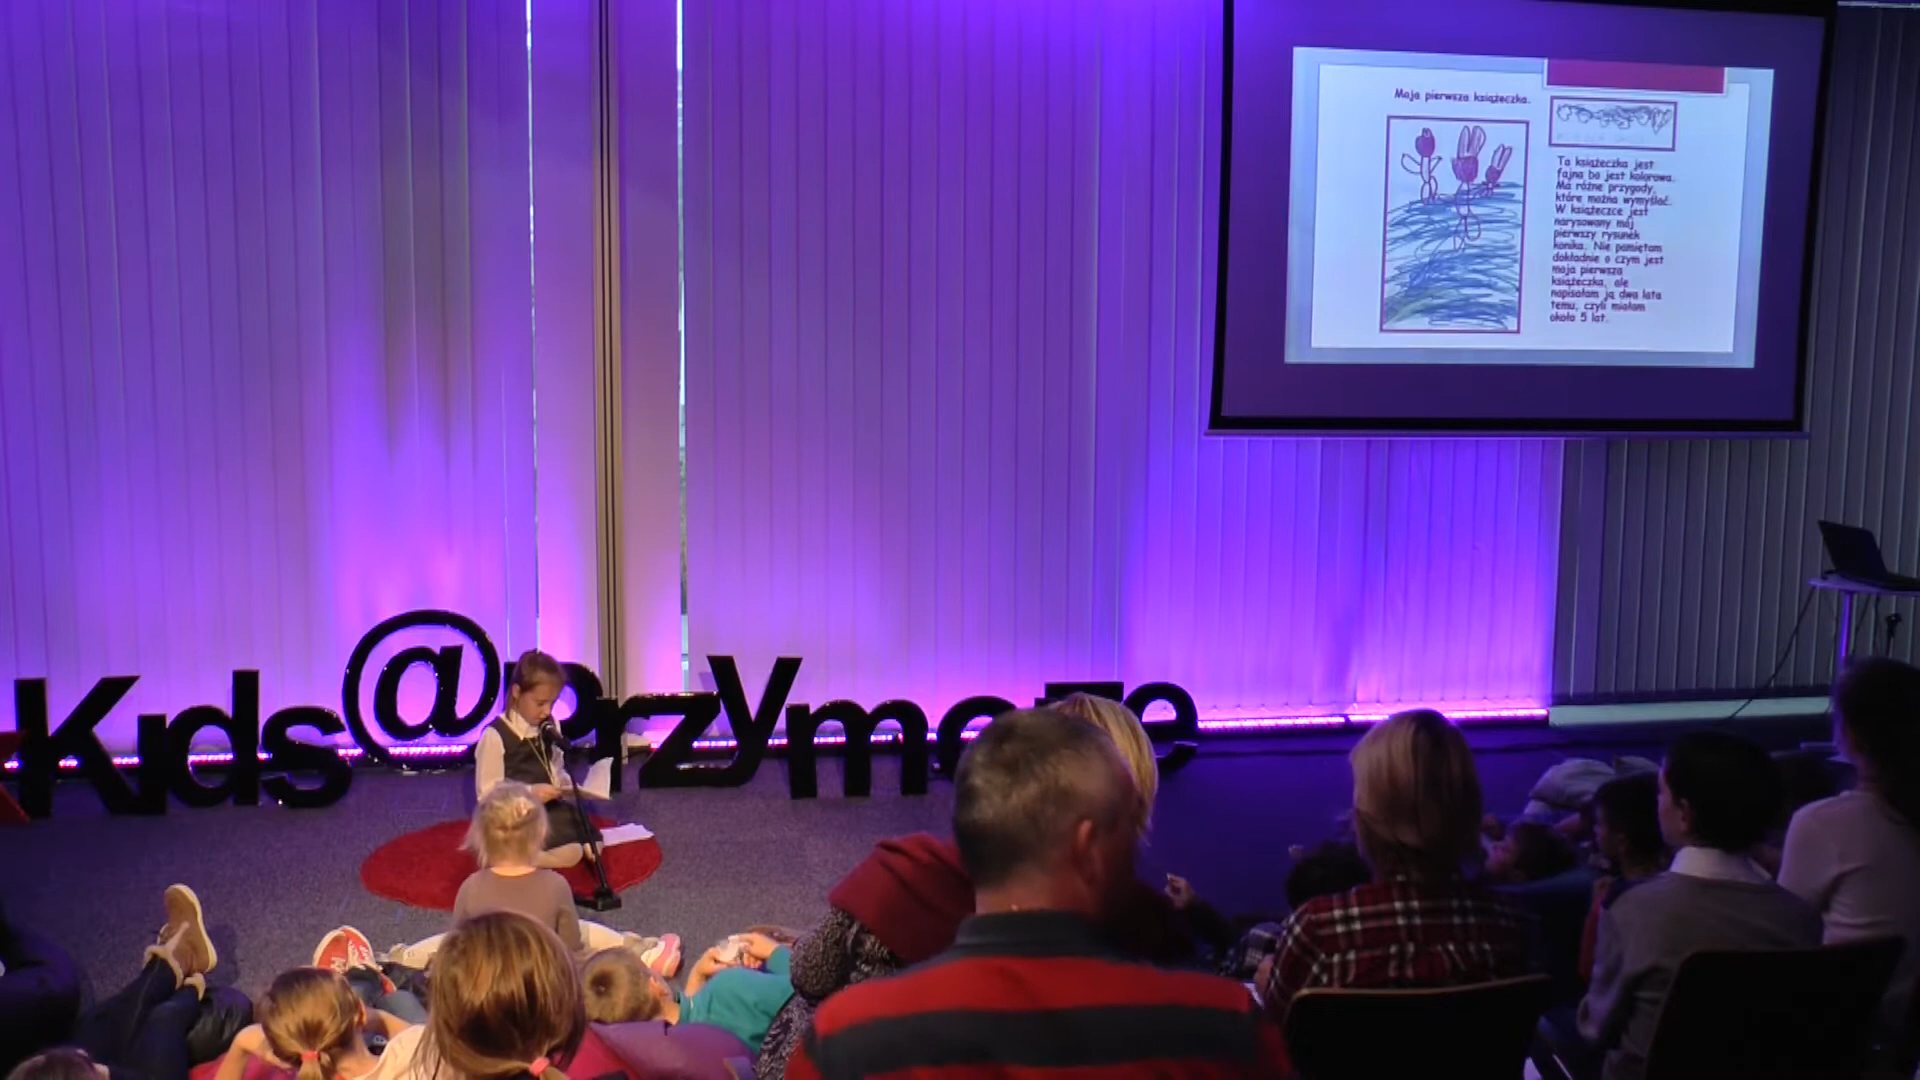 Moja pierwsza książeczka.
Ta książeczka jest
fajna bo jest kolorowa.
Ma różne przygody,
które można wymyślać.
W książeczce jest
narysowany mój
pierwszy rysunek
konika. Nie pamiętam
dokładnie o czym jest
moja pierwsza
książeczka, ale
napisałam ją dwa lata
temu, czyli miałam
około 5 lat.
Kids@Przymorze